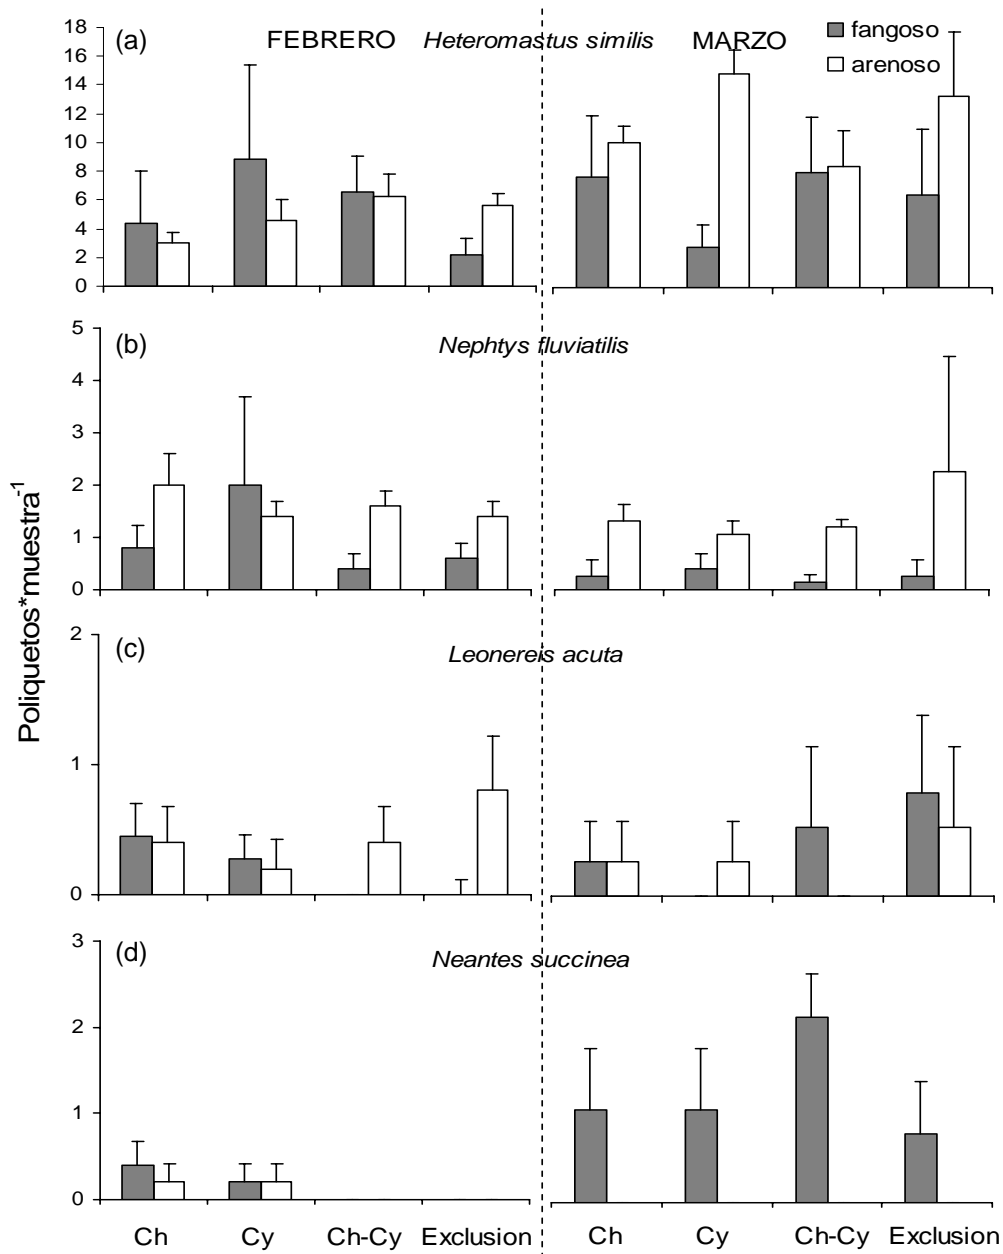 (a) FEBRERO Heteromastus similis MARZO
fangoso
arenoso
18
16
14
12
10
8
6
4
2
0
(b) Nephtys fluviatilis
5
4
3
2
1
0
Poliquetos*muestra-1
(c) Leonereis acuta
2
1
0
(d) Neantes succinea
3
2
1
0
Ch Cy Ch-Cy Exclusion Ch Cy Ch-Cy Exclusion